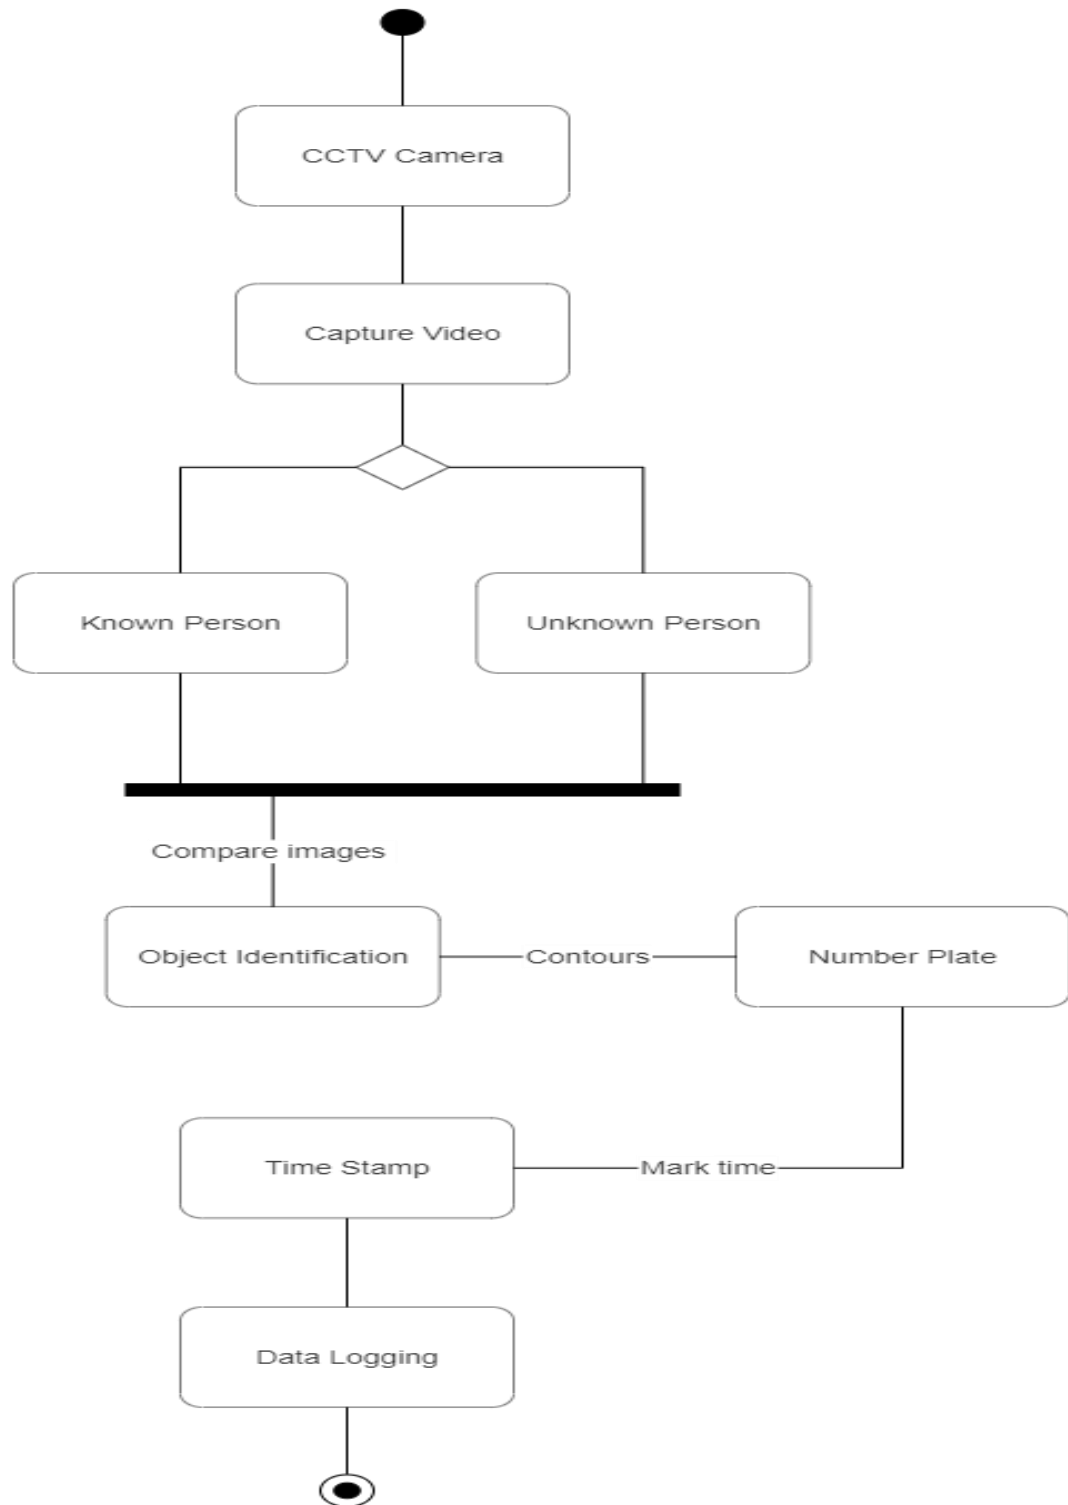 CCTV Camera
Capture Video
Known Person
Unknown Person
Compare images
Object Identification
Contours
Number Plate
Time Stamp
Mark time
Data Logging